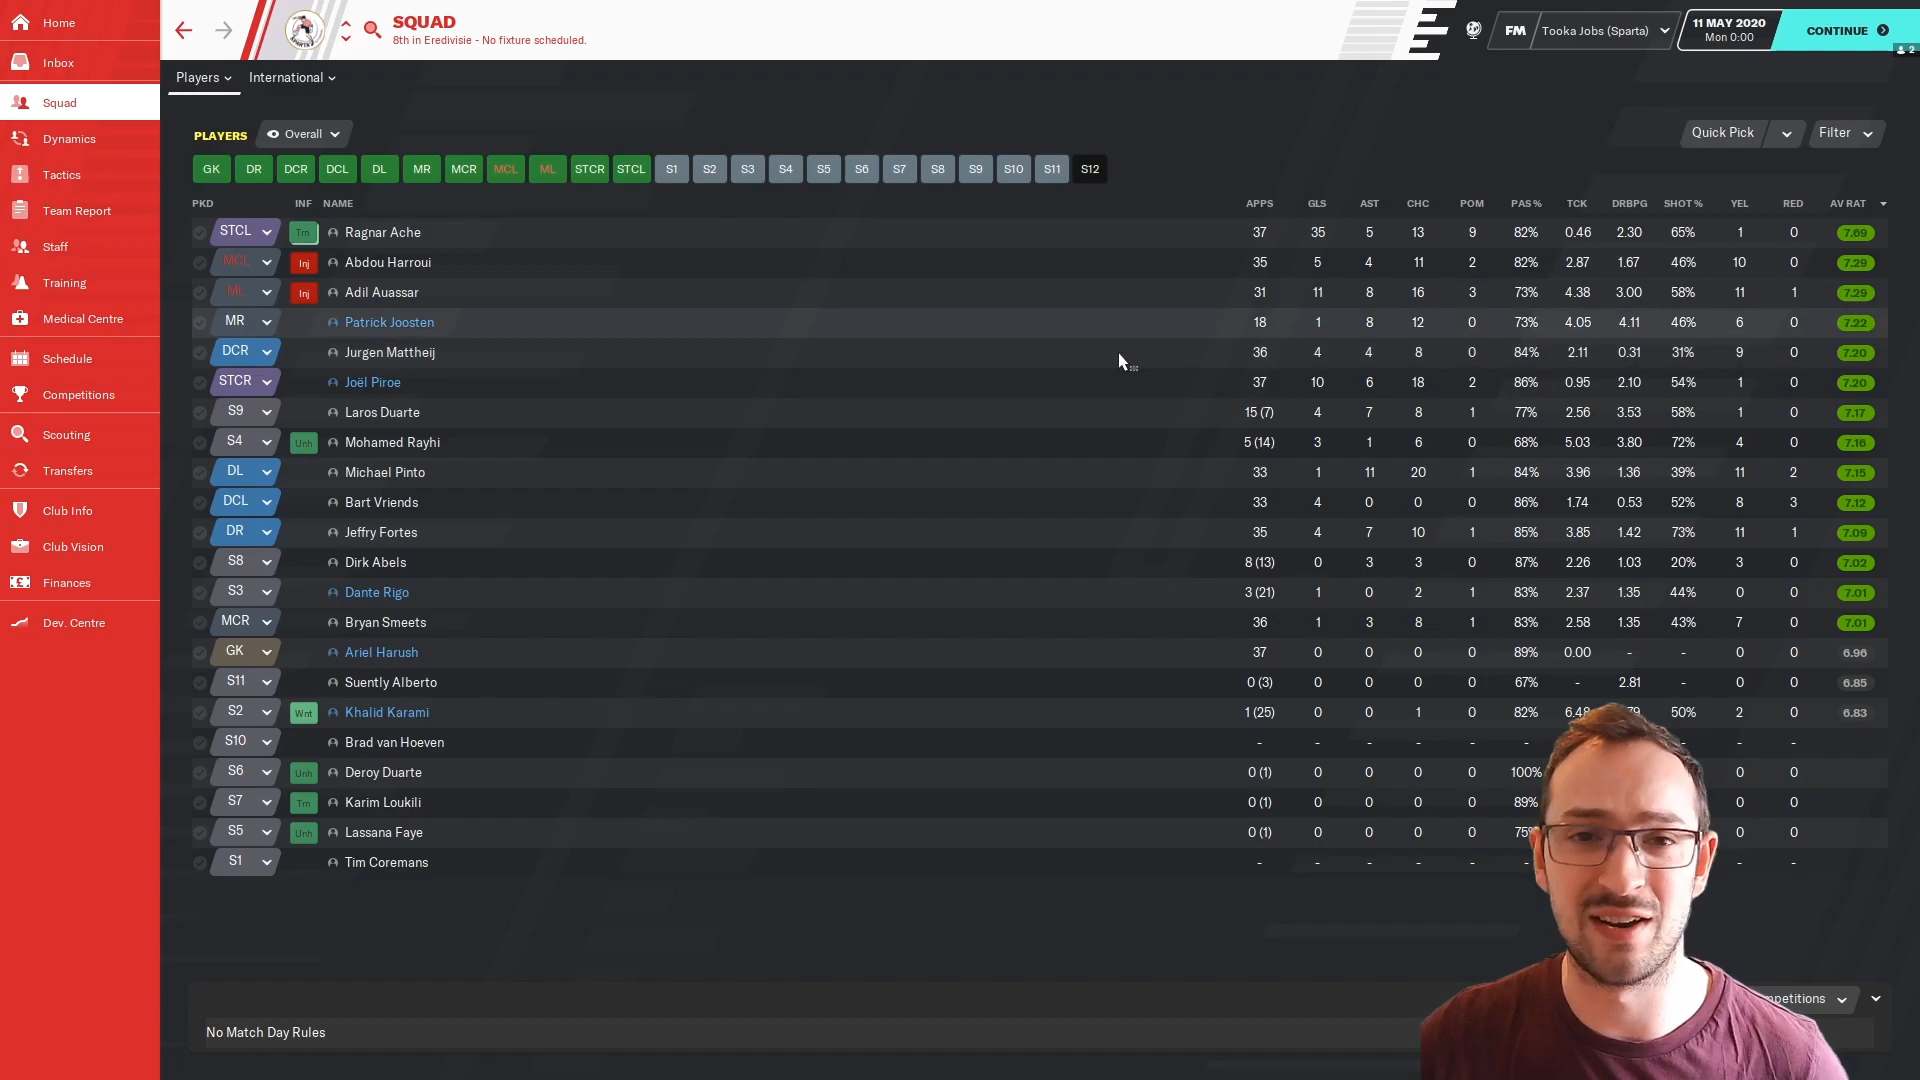 Home
Inbox
Squad
Dynamics
Tactics
Team Report
Staff
Training
Medical Centre
Schedule
Competitions
Scouting
Transfers
Club Info
Club Vision
Finances
Dev. Centre
SQUAD
8th in Eredivisie - No fixture scheduled.
FM Tooka Jobs (Sparta)
11 MAY 2020
Mon 0:00
CONTINUE
2
Players International
PLAYERS Overall
Quick Pick Filter
GK DR DCR DCL DL MR MCR MCL ML STCR STCL S1 S2 S3 S4 S5 S6 S7 S8 S9 S10 S11 S12
PKD INF NAME APPS GLS AST CHC POM PAS % TCK DRBPG SHOT % YEL RED AV RAT
STCL Trn Ragnar Ache 37 35 5 13 9 82% 0.46 2.30 65% 1 0 7.69
MCL Inj Abdou Harroui 35 5 4 11 2 82% 2.87 1.67 46% 10 0 7.29
ML Inj Adil Auassar 31 11 8 16 3 73% 4.38 3.00 58% 11 1 7.29
MR Patrick Joosten 18 1 8 12 0 73% 4.05 4.11 46% 6 0 7.22
DCR Jurgen Mattheij 36 4 4 8 0 84% 2.11 0.31 31% 9 0 7.20
STCR Joël Piroe 37 10 6 18 2 86% 0.95 2.10 54% 1 0 7.20
S9 Laros Duarte 15 (7) 4 7 8 1 77% 2.56 3.53 58% 1 0 7.17
S4 Unh Mohamed Rayhi 5 (14) 3 1 6 0 68% 5.03 3.80 72% 4 0 7.16
DL Michael Pinto 33 1 11 20 1 84% 3.96 1.36 39% 11 2 7.15
DCL Bart Vriends 33 4 0 0 0 86% 1.74 0.53 52% 8 3 7.12
DR Jeffry Fortes 35 4 7 10 1 85% 3.85 1.42 73% 11 1 7.09
S8 Dirk Abels 8 (13) 0 3 3 0 87% 2.26 1.03 20% 3 0 7.02
S3 Dante Rigo 3 (21) 1 0 2 1 83% 2.37 1.35 44% 0 0 7.01
MCR Bryan Smeets 36 1 3 8 1 83% 2.58 1.35 43% 7 0 7.01
GK Ariel Harush 37 0 0 0 0 89% 0.00 - - 0 0 6.96
S11 Suently Alberto 0 (3) 0 0 0 0 67% - 2.81 - 0 0 6.85
S2 Wnt Khalid Karami 1 (25) 0 0 1 0 82% 6.48 79 50% 2 0 6.83
S10 Brad van Hoeven - - - - - - - - -
S6 Unh Deroy Duarte 0 (1) 0 0 0 0 100% 0 0
S7 Trn Karim Loukili 0 (1) 0 0 0 0 89% 0 0
S5 Unh Lassana Faye 0 (1) 0 0 0 0 75% 0 0
S1 Tim Coremans - - - - - - - -
mpetitions
No Match Day Rules